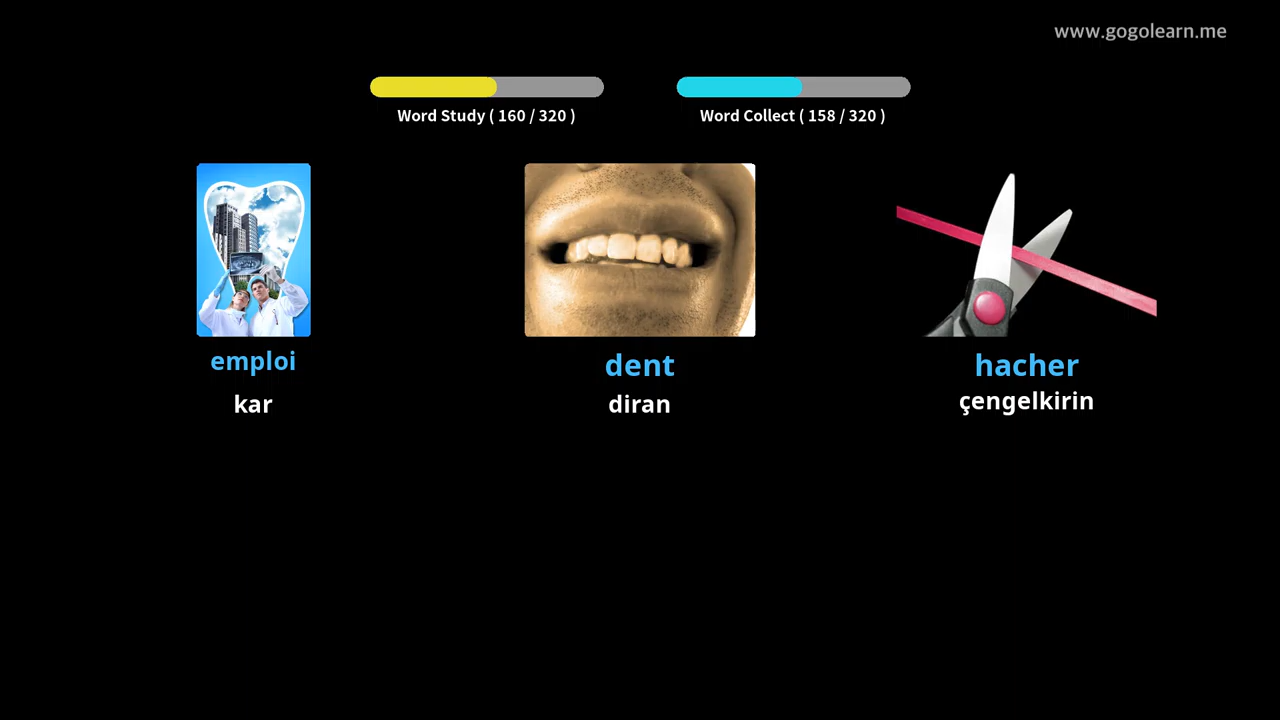 www.gogolearn.me
Word Study ( 160 / 320 )
Word Collect ( 158 / 320 )
emploi
dent
hacher
kar
diran
çengelkirin